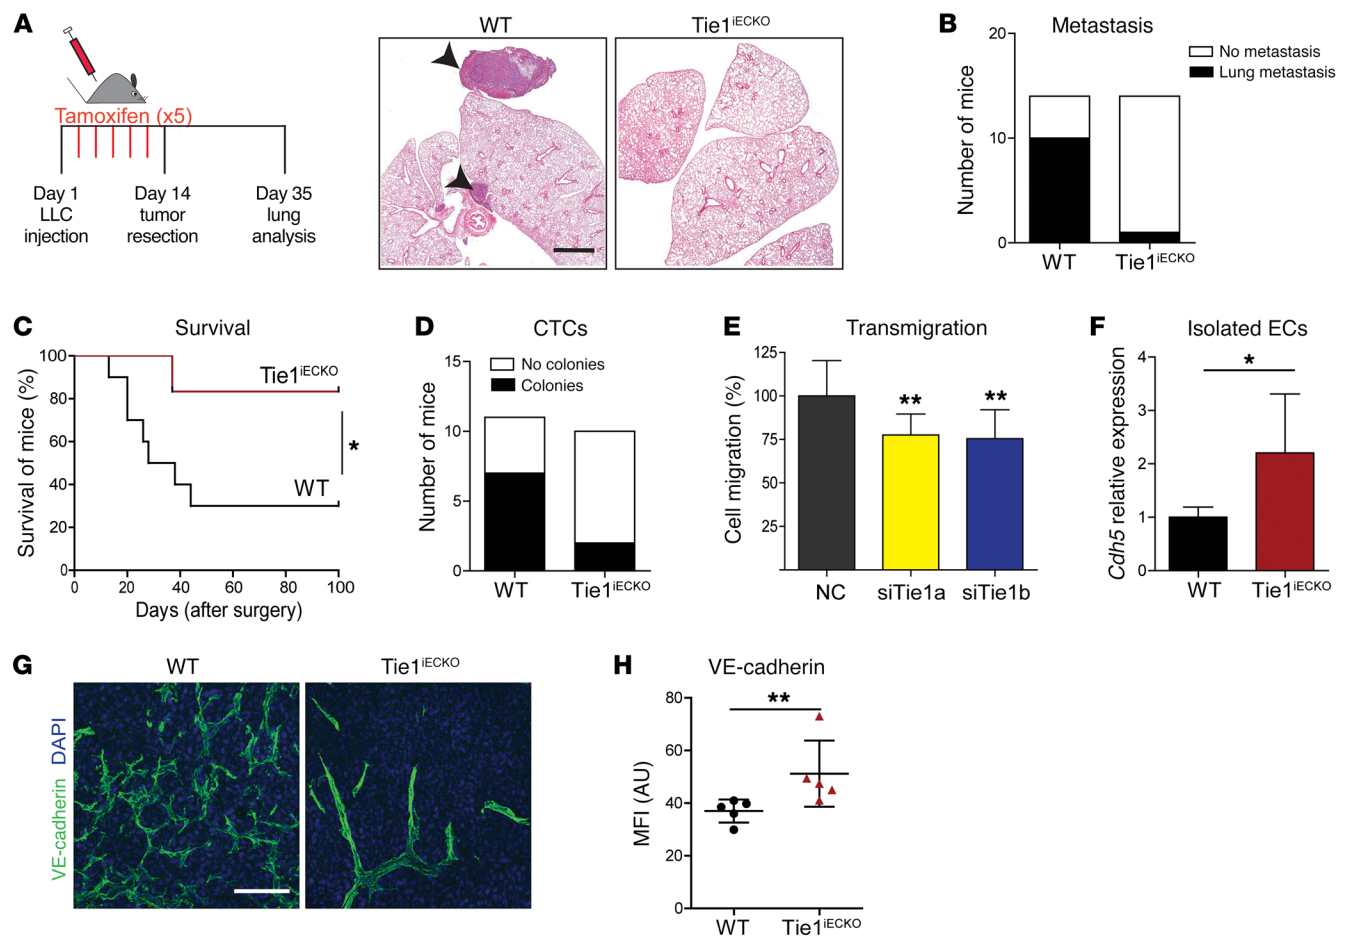 A
WT
Tie1iECKO
Tamoxifen (x5)
Day 1
LLC
injection
Day 14
tumor
resection
Day 35
lung
analysis
B
Metastasis
No metastasis
Lung metastasis
Number of mice
20
10
0
WT
Tie1iECKO
C
Survival
Survival of mice (%)
100
80
60
40
20
0
Tie1iECKO
WT
*
0
20
40
60
80
100
Days (after surgery)
D
CTCs
No colonies
Colonies
Number of mice
15
10
5
0
WT
Tie1iECKO
E
Transmigration
Cell migration (%)
125
100
75
50
25
**
**
NC
siTie1a
siTie1b
F
Isolated ECs
Cdh5 relative expression
4
3
2
1
0
*
WT
Tie1iECKO
G
WT
Tie1iECKO
VE-cadherin DAPI
H
VE-cadherin
MFI (AU)
80
60
40
20
0
**
WT
Tie1iECKO